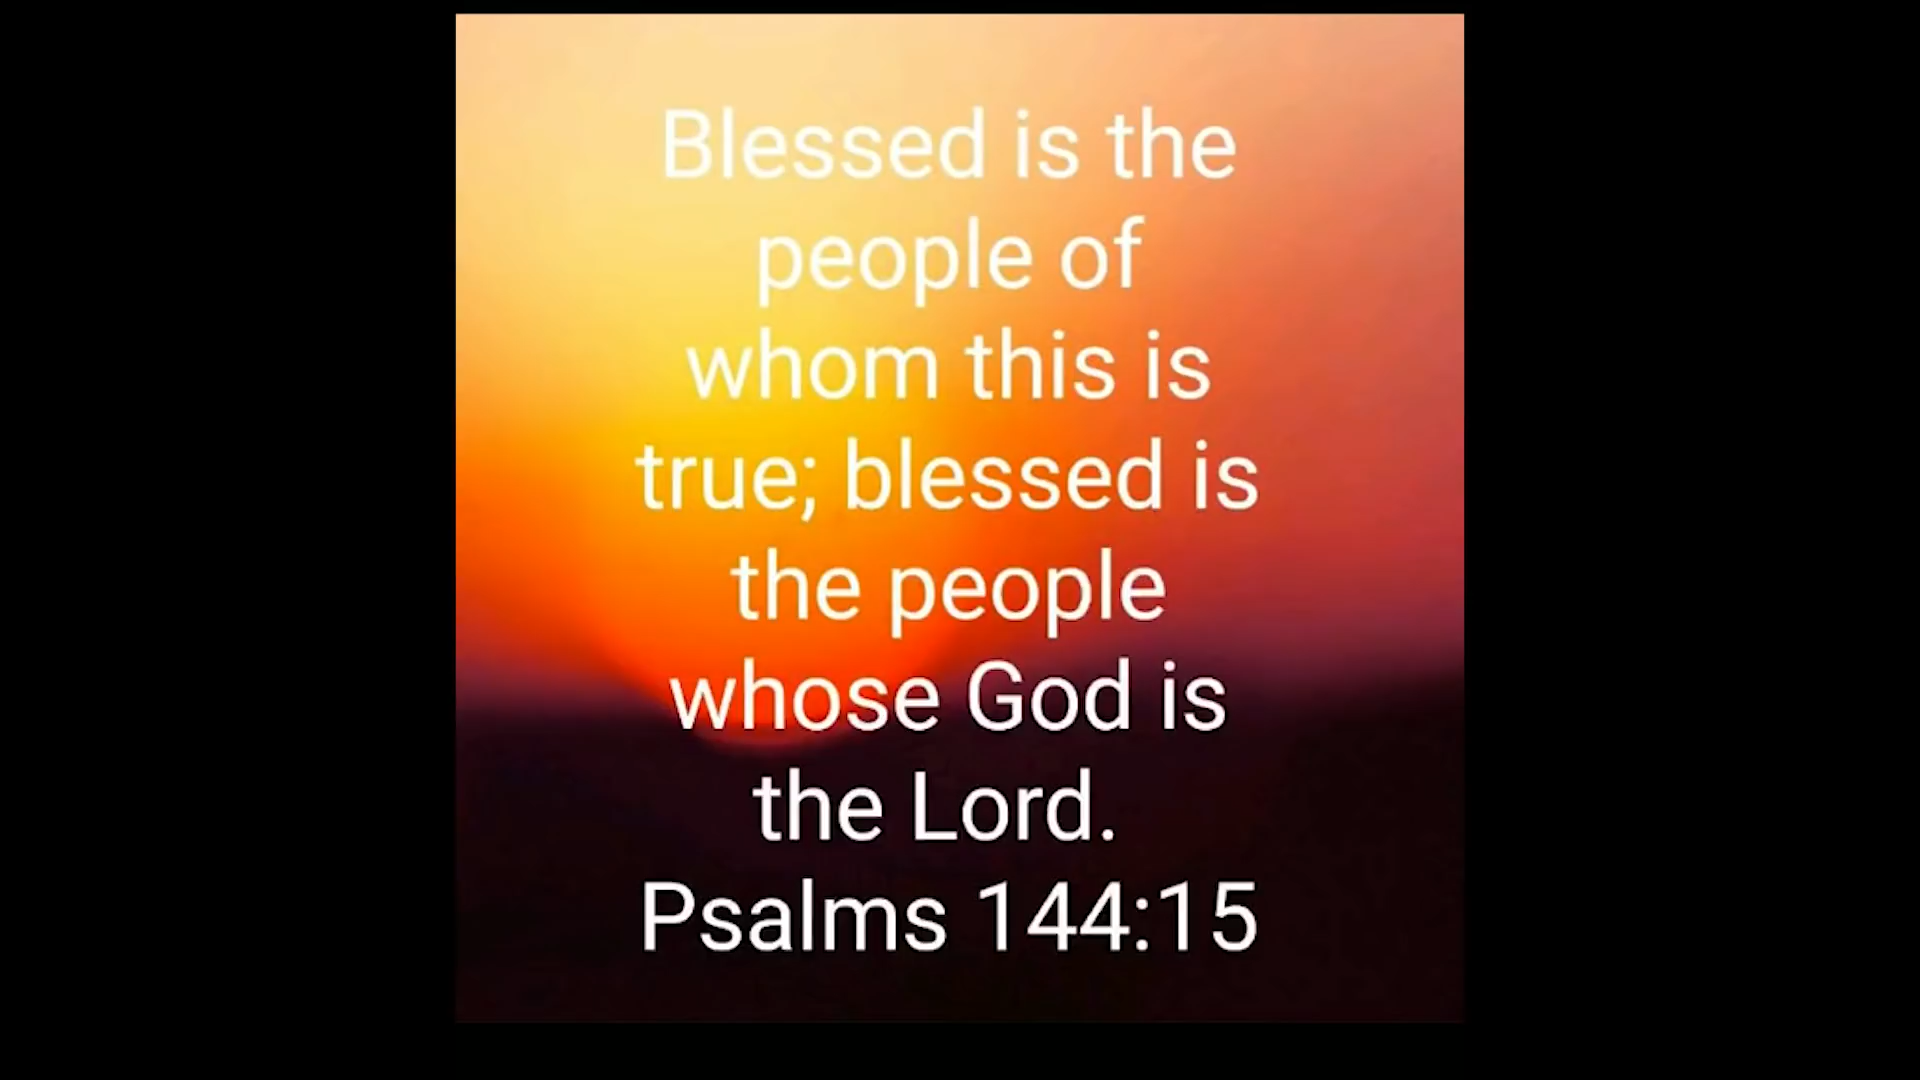 Blessed is the
people of
whom this is
true; blessed is
the people
whose God is
the Lord.
Psalms 144:15